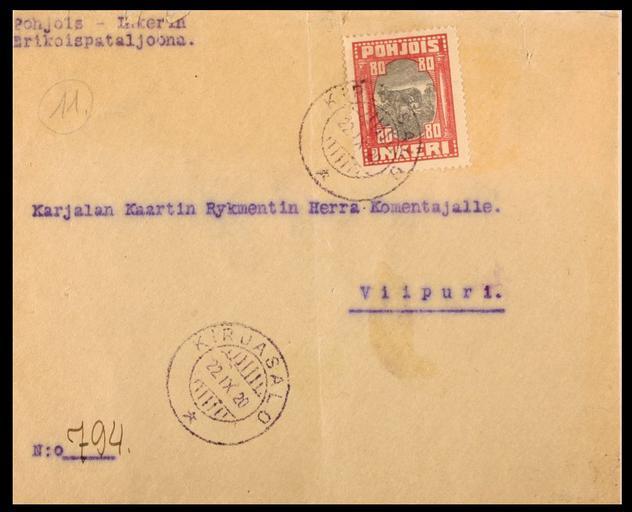 Pohjois - Inkerin
Erikoispataljoona.
11.
POHJOIS
80 80
80 80
INKERI
Karjalan Kaartin Rykmentin Herra Komentajalle.
Viipuri.
KIRJASALO
22.IX.20
N:o 794.